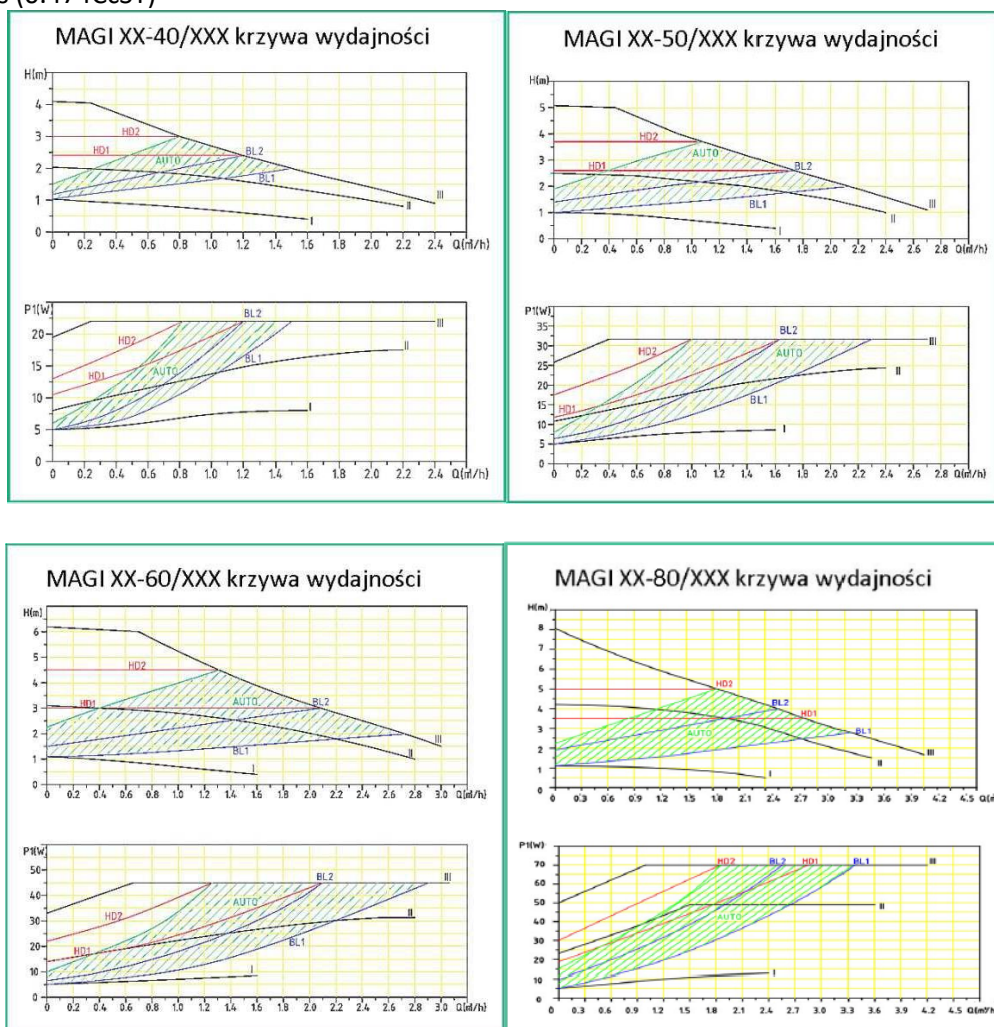 MAGI XX-40/XXX krzywa wydajności
H(m)
4
3
2
1
0
HD2
HD1
AUTO
BL2
BL1
III
II
I
0 0.2 0.4 0.6 0.8 1.0 1.2 1.4 1.6 1.8 2.0 2.2 2.4 Q(m³/h)
P1(W)
20
15
10
5
0
HD2
HD1
AUTO
BL2
BL1
III
II
I
0 0.2 0.4 0.6 0.8 1.0 1.2 1.4 1.6 1.8 2.0 2.2 2.4 Q(m³/h)
MAGI XX-50/XXX krzywa wydajności
H(m)
5
4
3
2
1
0
HD2
HD1
AUTO
BL2
BL1
III
II
I
0 0.2 0.4 0.6 0.8 1.0 1.2 1.4 1.6 1.8 2.0 2.2 2.4 2.6 2.8 Q(m³/h)
P1(W)
35
30
25
20
15
10
5
0
HD2
HD1
AUTO
BL2
BL1
III
II
I
0 0.2 0.4 0.6 0.8 1.0 1.2 1.4 1.6 1.8 2.0 2.2 2.4 2.6 2.8 Q(m³/h)
MAGI XX-60/XXX krzywa wydajności
H(m)
6
5
4
3
2
1
0
HD2
HD1
AUTO
BL2
BL1
III
II
I
0 0.2 0.4 0.6 0.8 1.0 1.2 1.4 1.6 1.8 2.0 2.2 2.4 2.6 2.8 3.0 Q(m³/h)
P1(W)
50
40
30
20
10
0
HD2
HD1
AUTO
BL2
BL1
III
II
I
0 0.2 0.4 0.6 0.8 1.0 1.2 1.4 1.6 1.8 2.0 2.2 2.4 2.6 2.8 3.0 Q(m³/h)
MAGI XX-80/XXX krzywa wydajności
H(m)
8
7
6
5
4
3
2
1
0
HD2
BL2
HD1
AUTO
BL1
III
II
I
0 0.3 0.6 0.9 1.2 1.5 1.8 2.1 2.4 2.7 3.0 3.3 3.6 3.9 4.2 4.5
P1(W)
70
60
50
40
30
20
10
0
HD2
BL2
HD1
BL1
AUTO
III
II
I
0 0.3 0.6 0.9 1.2 1.5 1.8 2.1 2.4 2.7 3.0 3.3 3.6 3.9 4.2 4.5 Q(m³/h)